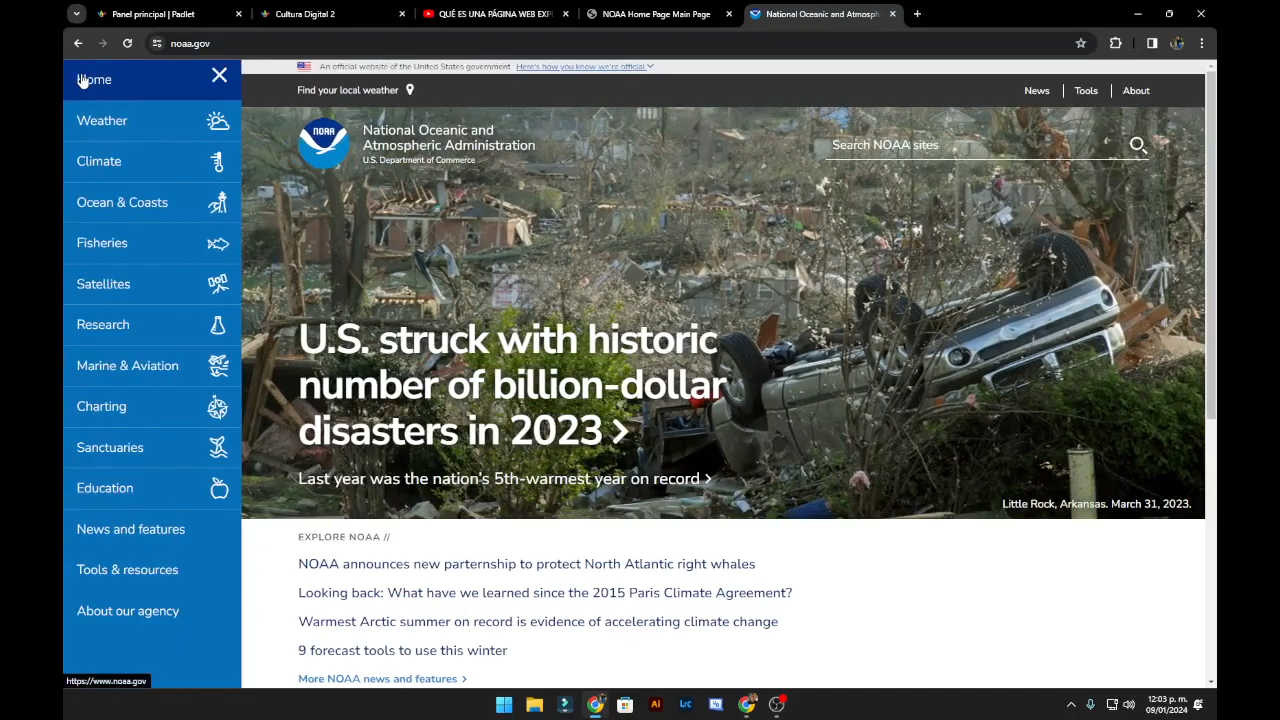 Panel principal | Padlet
Cultura Digital 2
QUÉ ES UNA PÁGINA WEB EXP
NOAA Home Page Main Page
National Oceanic and Atmosph
noaa.gov
Home
Weather
Climate
Ocean & Coasts
Fisheries
Satellites
Research
Marine & Aviation
Charting
Sanctuaries
Education
News and features
Tools & resources
About our agency
https://www.noaa.gov
An official website of the United States government Here's how you know we're official
Find your local weather
News
Tools
About
NOAA
National Oceanic and
Atmospheric Administration
U.S. Department of Commerce
Search NOAA sites
U.S. struck with historic
number of billion-dollar
disasters in 2023
Last year was the nation's 5th-warmest year on record
Little Rock, Arkansas. March 31, 2023.
EXPLORE NOAA //
NOAA announces new parternship to protect North Atlantic right whales
Looking back: What have we learned since the 2015 Paris Climate Agreement?
Warmest Arctic summer on record is evidence of accelerating climate change
9 forecast tools to use this winter
More NOAA news and features
Ai
Lrc
12:03 p. m.
09/01/2024